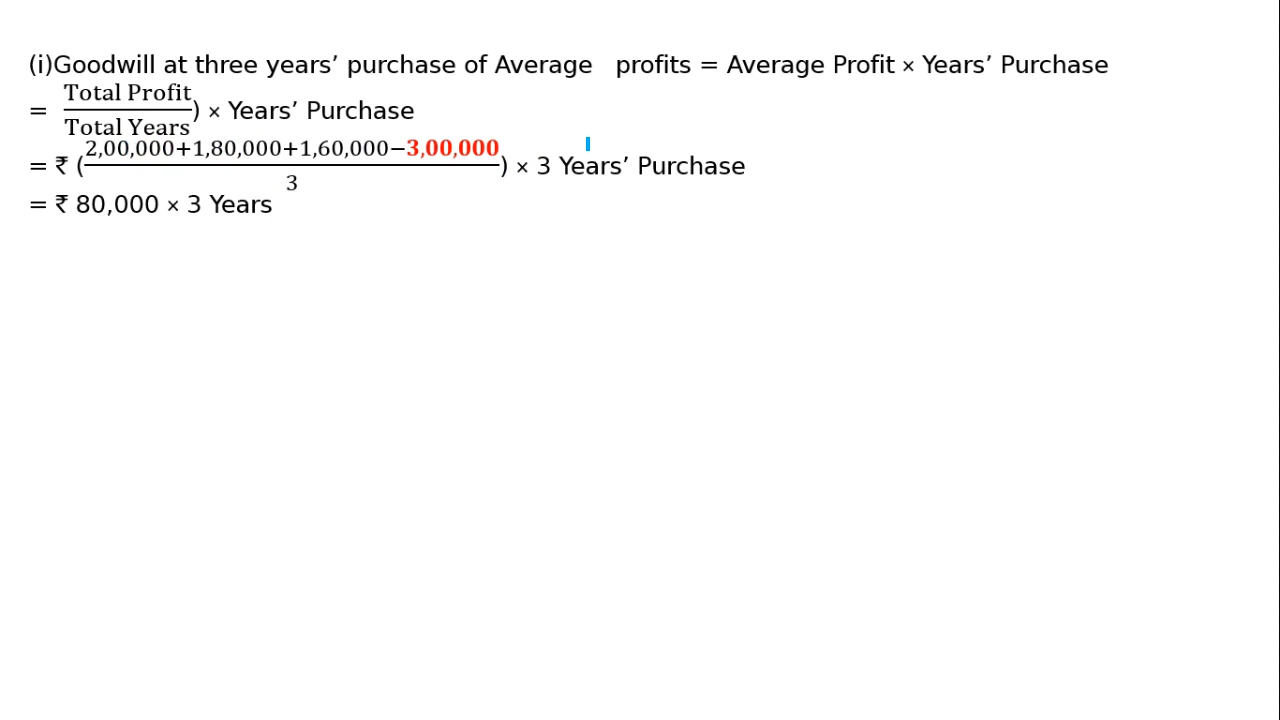 (i)Goodwill at three years’ purchase of Average profits = Average Profit × Years’ Purchase
= Total Profit
Total Years) × Years’ Purchase
= ₹ (2,00,000+1,80,000+1,60,000−3,00,000
3) × 3 Years’ Purchase
= ₹ 80,000 × 3 Years